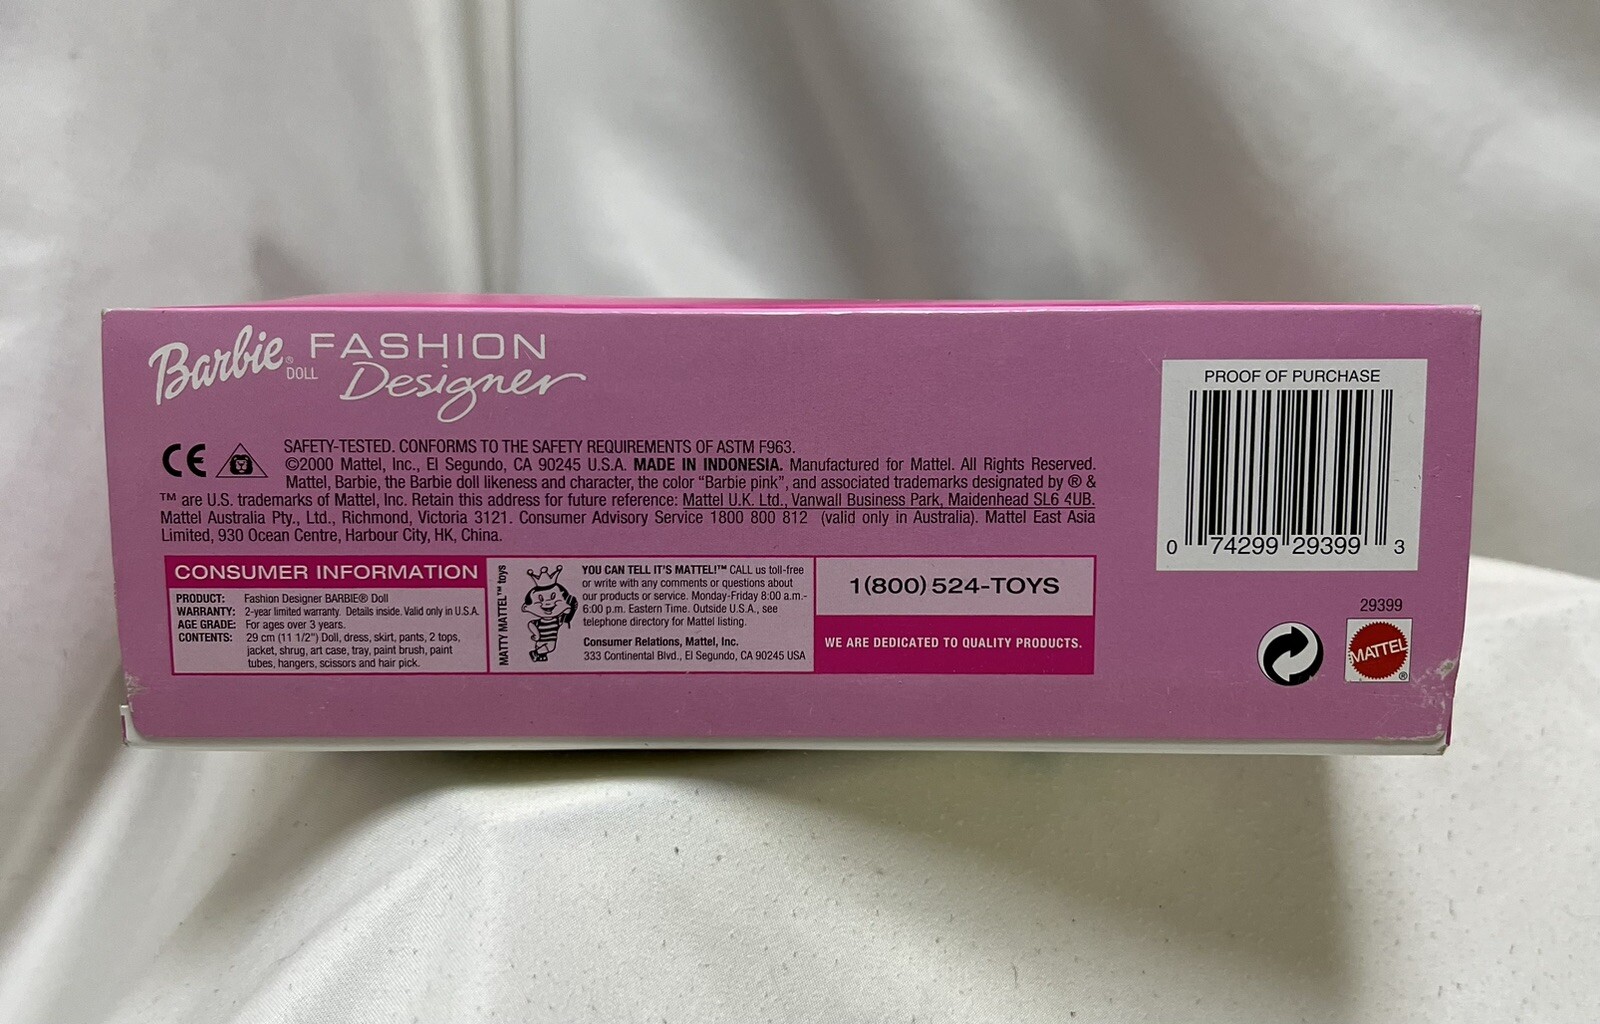 Barbie® DOLL FASHION
Designer
CE SAFETY-TESTED. CONFORMS TO THE SAFETY REQUIREMENTS OF ASTM F963.
©2000 Mattel, Inc., El Segundo, CA 90245 U.S.A. MADE IN INDONESIA. Manufactured for Mattel. All Rights Reserved.
Mattel, Barbie, the Barbie doll likeness and character, the color "Barbie pink", and associated trademarks designated by ® &
™ are U.S. trademarks of Mattel, Inc. Retain this address for future reference: Mattel U.K. Ltd., Vanwall Business Park, Maidenhead SL6 4UB.
Mattel Australia Pty., Ltd., Richmond, Victoria 3121. Consumer Advisory Service 1800 800 812 (valid only in Australia). Mattel East Asia
Limited, 930 Ocean Centre, Harbour City, HK, China.
CONSUMER INFORMATION
PRODUCT: Fashion Designer BARBIE® Doll
WARRANTY: 2-year limited warranty. Details inside. Valid only in U.S.A.
AGE GRADE: For ages over 3 years.
CONTENTS: 29 cm (11 1/2") Doll, dress, skirt, pants, 2 tops,
jacket, shrug, art case, tray, paint brush, paint
tubes, hangers, scissors and hair pick.
MATTY MATTEL™ toys
YOU CAN TELL IT'S MATTEL!™ CALL us toll-free
or write with any comments or questions about
our products or service. Monday-Friday 8:00 a.m.-
6:00 p.m. Eastern Time. Outside U.S.A., see
telephone directory for Mattel listing.
Consumer Relations, Mattel, Inc.
333 Continental Blvd., El Segundo, CA 90245 USA
1(800) 524-TOYS
WE ARE DEDICATED TO QUALITY PRODUCTS.
PROOF OF PURCHASE
0 74299 29399 3
29399
MATTEL®